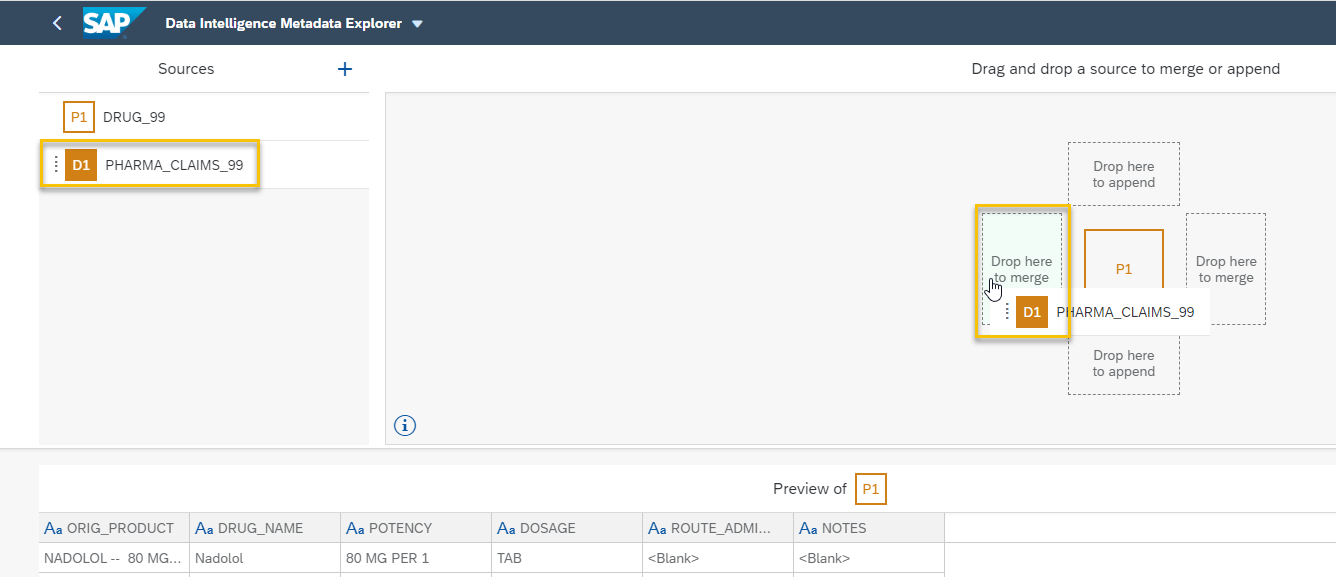 SAP Data Intelligence Metadata Explorer
Sources +
Drag and drop a source to merge or append
P1 DRUG_99
D1 PHARMA_CLAIMS_99
Drop here
to append
Drop here
to merge
P1
Drop here
to merge
D1 PHARMA_CLAIMS_99
Drop here
to append
i
Preview of P1
Aa ORIG_PRODUCT Aa DRUG_NAME Aa POTENCY Aa DOSAGE Aa ROUTE_ADMI... Aa NOTES
NADOLOL -- 80 MG... Nadolol 80 MG PER 1 TAB <Blank> <Blank>